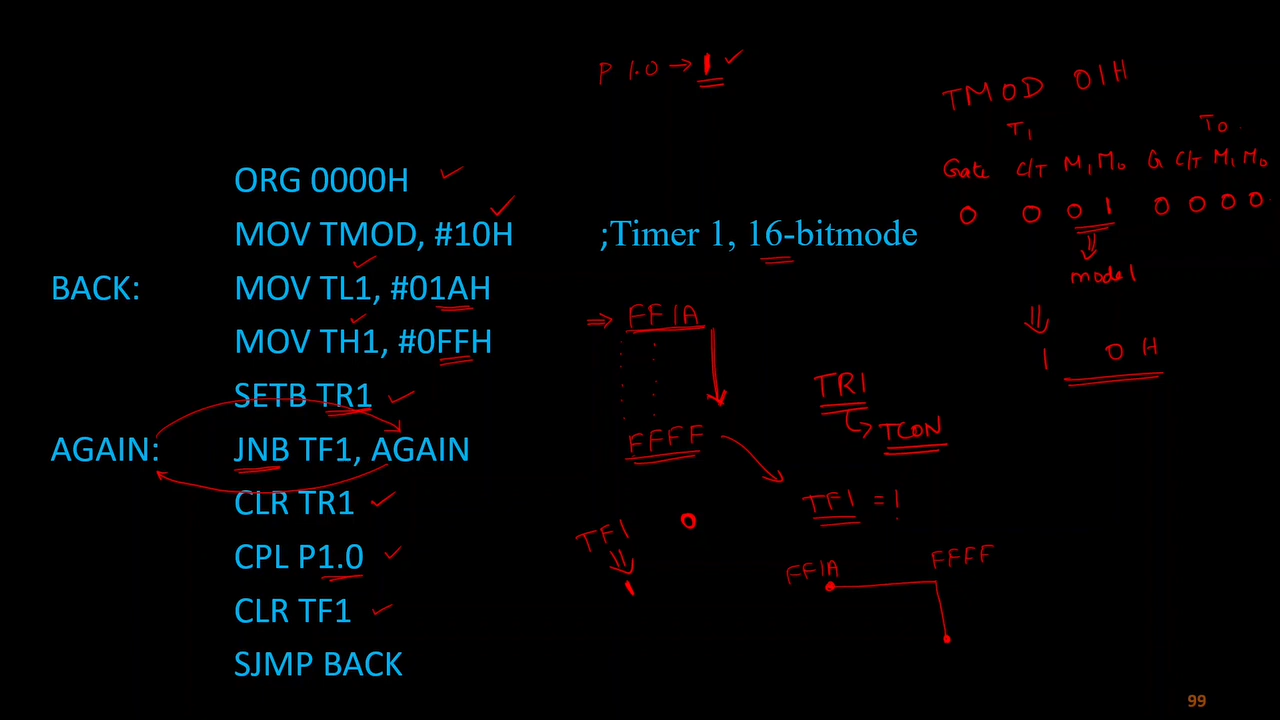 P 1.0 → 1
TMOD 01H
T1 T0
Gate C/T M1 M0 G C/T M1 M0
0 0 0 1 0 0 0 0
mode1
1 0 H
ORG 0000H
MOV TMOD, #10H ;Timer 1, 16-bitmode
BACK: MOV TL1, #01AH
MOV TH1, #0FFH
SETB TR1
AGAIN: JNB TF1, AGAIN
CLR TR1
CPL P1.0
CLR TF1
SJMP BACK
⇒ FF1A
FFFF
TR1
TCON
TF1 = 1
TF1 0
1
FF1A FFFF
99